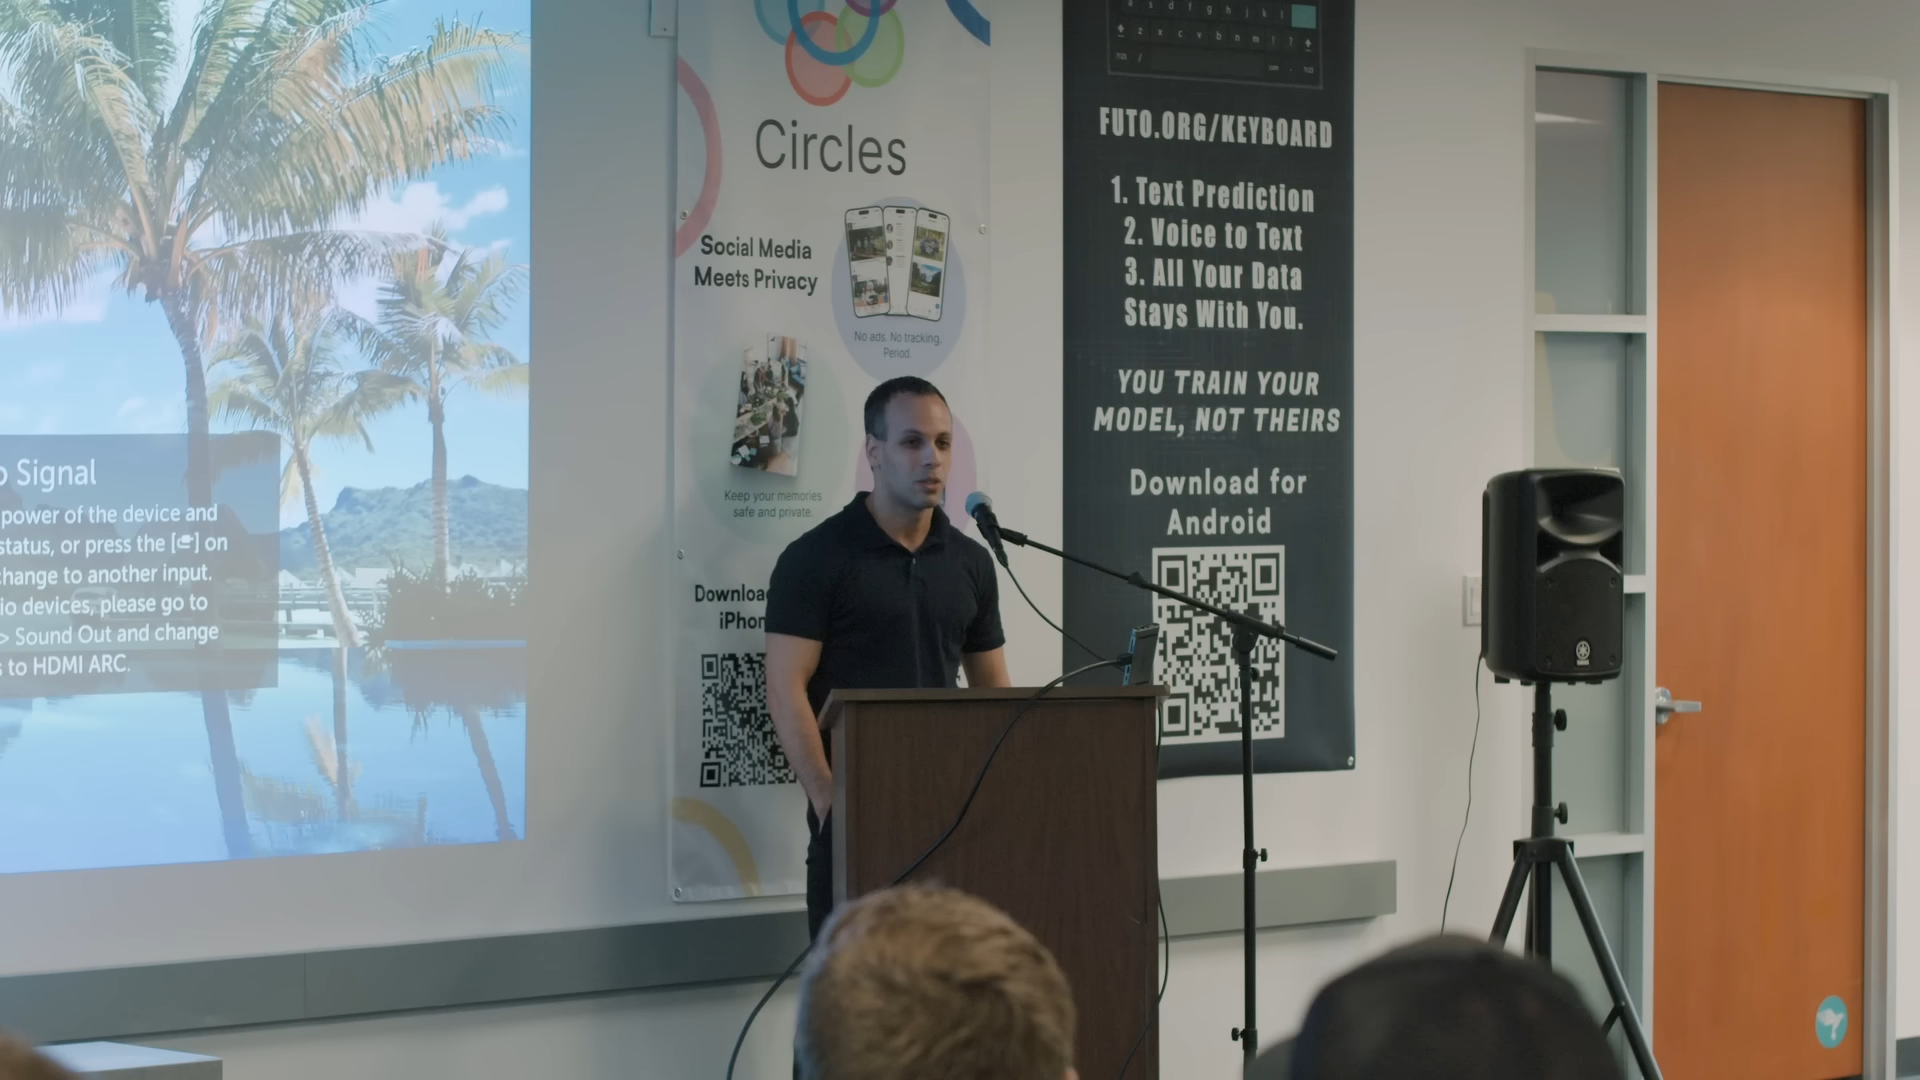 Signal
power of the device and
status, or press the [ ] on
change to another input.
io devices, please go to
> Sound Out and change
s to HDMI ARC.
Circles
Social Media
Meets Privacy
No ads. No tracking.
Period.
Keep your memories
safe and private.
a s d f g h j k l
z x c v b n m ! ?
FUTO.ORG/KEYBOARD
1. Text Prediction
2. Voice to Text
3. All Your Data
Stays With You.
YOU TRAIN YOUR
MODEL, NOT THEIRS
Download for
Android